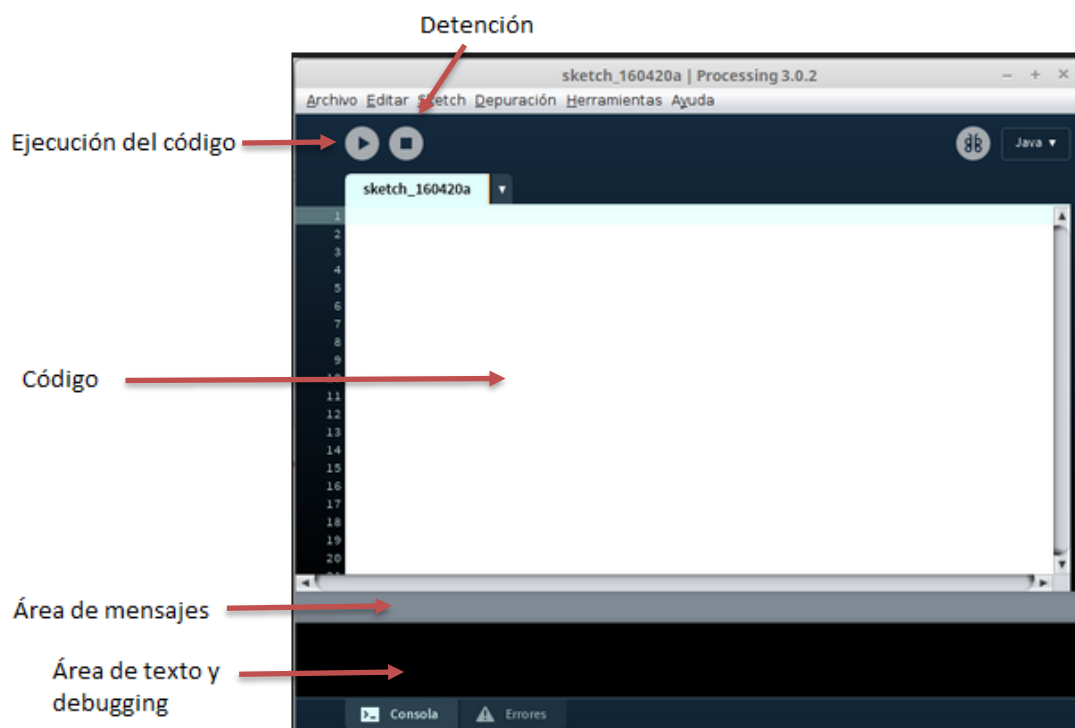 Detención
sketch_160420a | Processing 3.0.2
Archivo Editar Sketch Depuración Herramientas Ayuda
Ejecución del código
Java
sketch_160420a
1
2
3
4
5
6
7
8
9
Código
10
11
12
13
14
15
16
17
18
19
20
Área de mensajes
Área de texto y
debugging
Consola
Errores